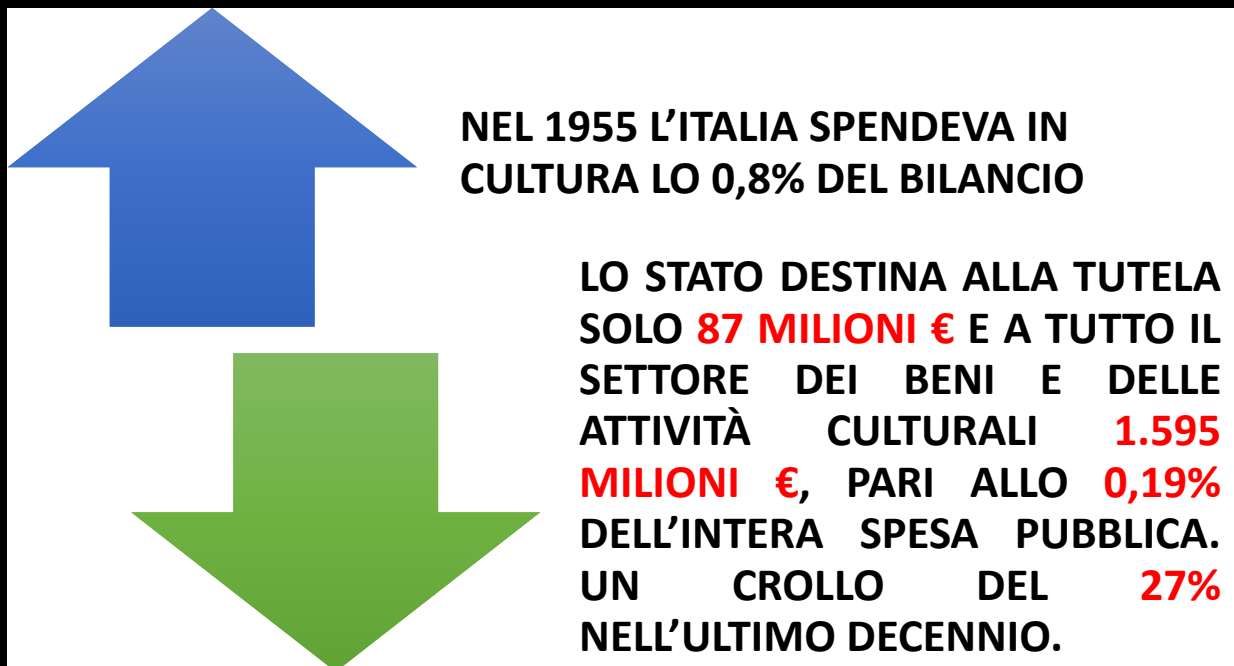 NEL 1955 L’ITALIA SPENDEVA IN
CULTURA LO 0,8% DEL BILANCIO
LO STATO DESTINA ALLA TUTELA
SOLO 87 MILIONI € E A TUTTO IL
SETTORE DEI BENI E DELLE
ATTIVITÀ CULTURALI 1.595
MILIONI €, PARI ALLO 0,19%
DELL’INTERA SPESA PUBBLICA.
UN CROLLO DEL 27%
NELL’ULTIMO DECENNIO.